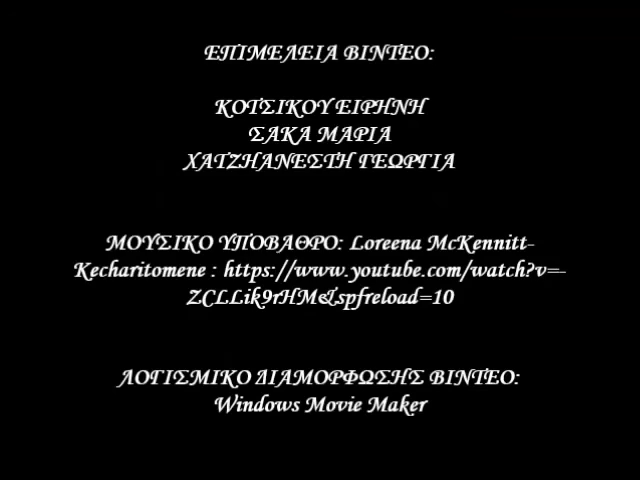 ΕΠΙΜΕΛΕΙΑ ΒΙΝΤΕΟ:
ΚΟΤΣΙΚΟΥ ΕΙΡΗΝΗ
ΣΑΚΑ ΜΑΡΙΑ
ΧΑΤΖΗΑΝΕΣΤΗ ΓΕΩΡΓΙΑ
ΜΟΥΣΙΚΟ ΥΠΟΒΑΘΡΟ: Loreena McKennitt-
Kecharitomene : https://www.youtube.com/watch?v=-
ZCLLik9rHM&spfreload=10
ΛΟΓΙΣΜΙΚΟ ΔΙΑΜΟΡΦΩΣΗΣ ΒΙΝΤΕΟ:
Windows Movie Maker